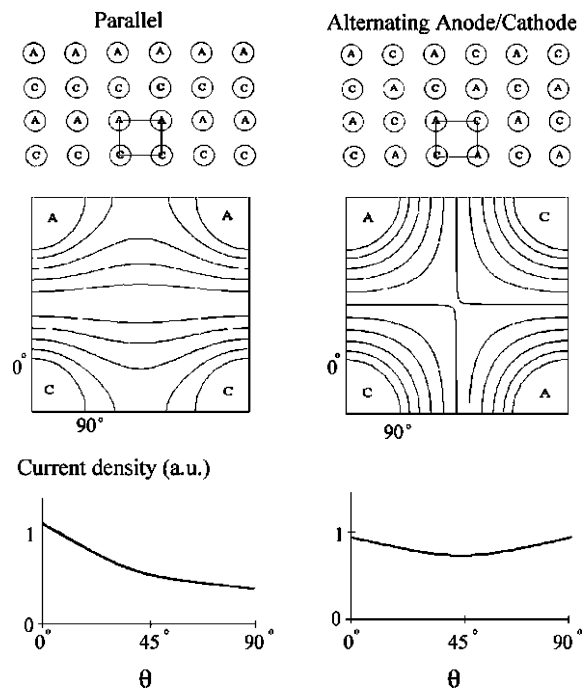 Parallel
A A A A A A
C C C C C C
A A A A A A
C C C C C C
A A
0°
C C
90°
Current density (a.u.)
1
0
0° 45° 90°
θ
Alternating Anode/Cathode
A C A C A C
C A C A C A
A C A C A C
C A C A C A
A C
0°
C A
90°
1
0
0° 45° 90°
θ